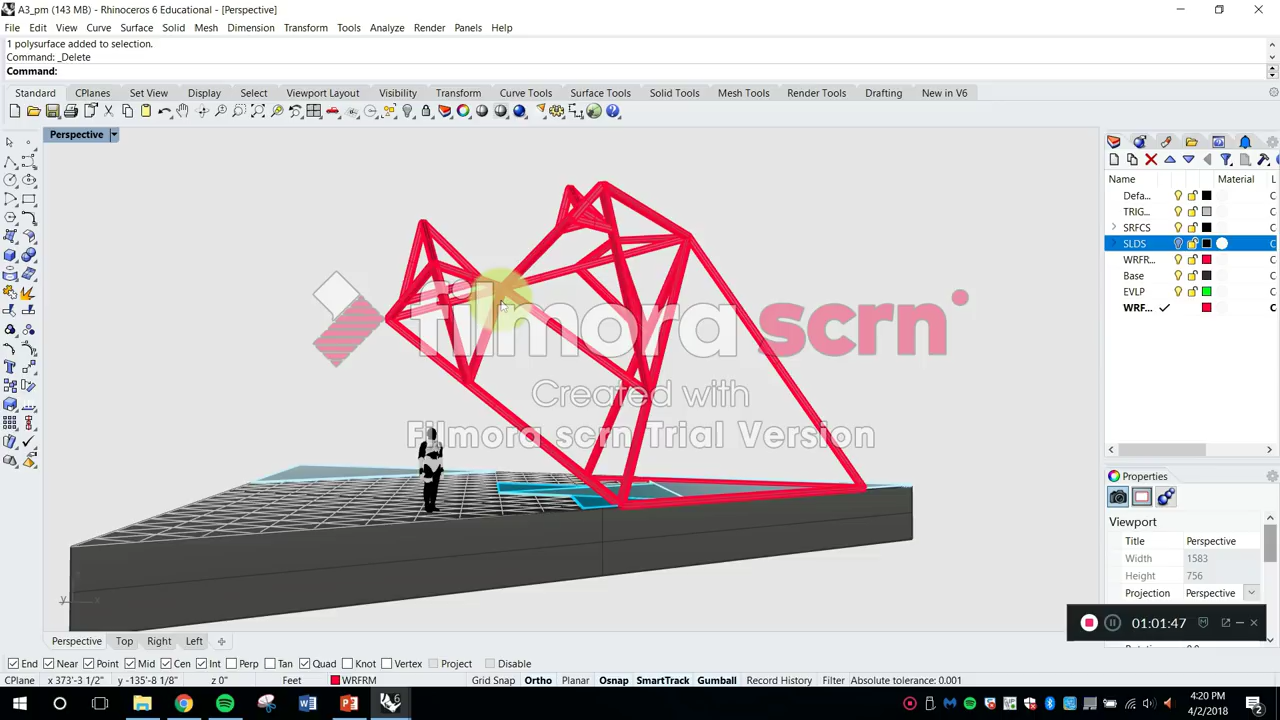 A3_pm (143 MB) - Rhinoceros 6 Educational - [Perspective]
File Edit View Curve Surface Solid Mesh Dimension Transform Tools Analyze Render Panels Help
1 polysurface added to selection.
Command: _Delete
Command:
Standard CPlanes Set View Display Select Viewport Layout Visibility Transform Curve Tools Surface Tools Solid Tools Mesh Tools Render Tools Drafting New in V6
Perspective
Name Material L
Defa... C
TRIG... C
SRFCS C
SLDS C
WRFR... C
Base C
EVLP C
WRF... C
filmora scrn
Created with
Filmora scrn Trial Version
Properties
Viewport
Title Perspective
Width 1583
Height 756
Projection Perspective
01:01:47
y x
Perspective Top Right Left
End Near Point Mid Cen Int Perp Tan Quad Knot Vertex Project Disable
CPlane x 373'-3 1/2" y -135'-8 1/8" z 0" Feet WRFRM Grid Snap Ortho Planar Osnap SmartTrack Gumball Record History Filter Absolute tolerance: 0.001
4:20 PM
4/2/2018